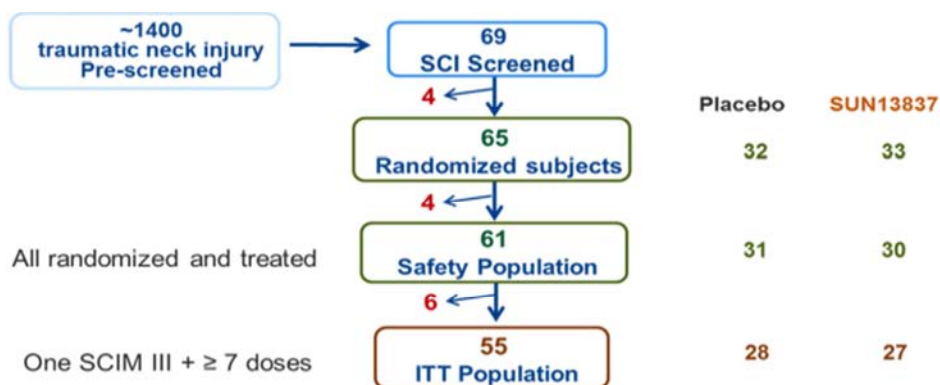 ~1400
traumatic neck injury
Pre-screened
69
SCI Screened
4
Placebo SUN13837
65
Randomized subjects
32 33
4
All randomized and treated
61
Safety Population
31 30
6
One SCIM III + ≥ 7 doses
55
ITT Population
28 27